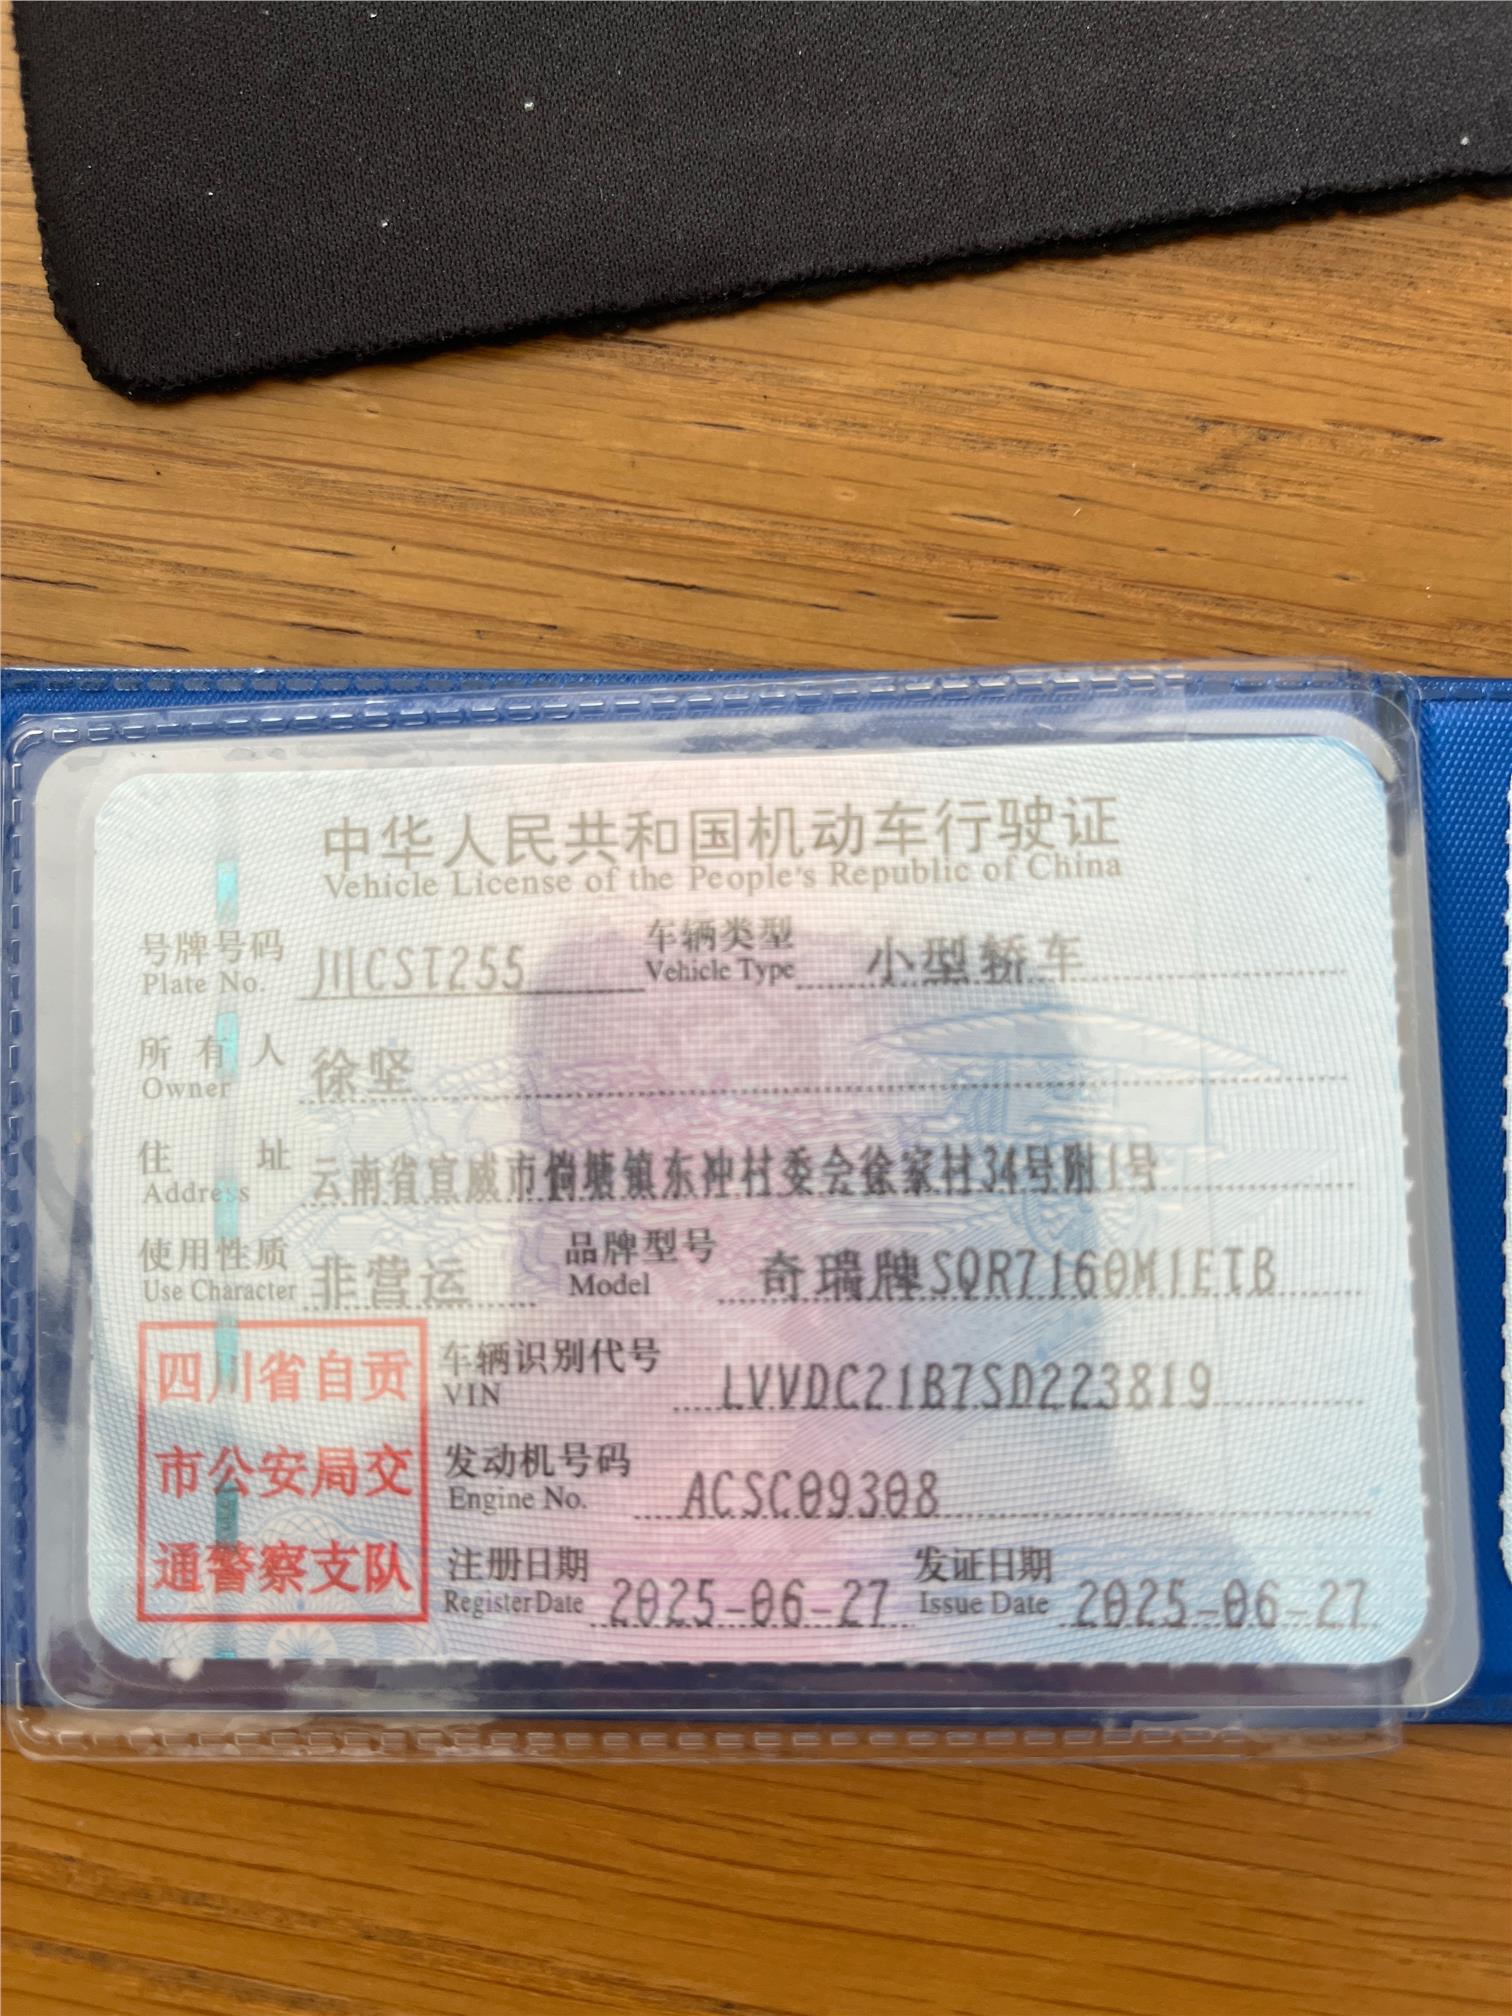 中华人民共和国机动车行驶证
Vehicle License of the People's Republic of China
号牌号码 川CST255 车辆类型 小型轿车
Plate No. Vehicle Type
所有人 徐坚
Owner
住址 云南省宣威市倘塘镇东冲村委会徐家村34号附1号
Address
使用性质 非营运 品牌型号 奇瑞牌SQR7160M1ETB
Use Character Model
四川省自贡
市公安局交
通警察支队
车辆识别代号 LVVDC21B7SD223819
VIN
发动机号码 ACSC09308
Engine No.
注册日期 2025-06-27 发证日期 2025-06-27
Register Date Issue Date